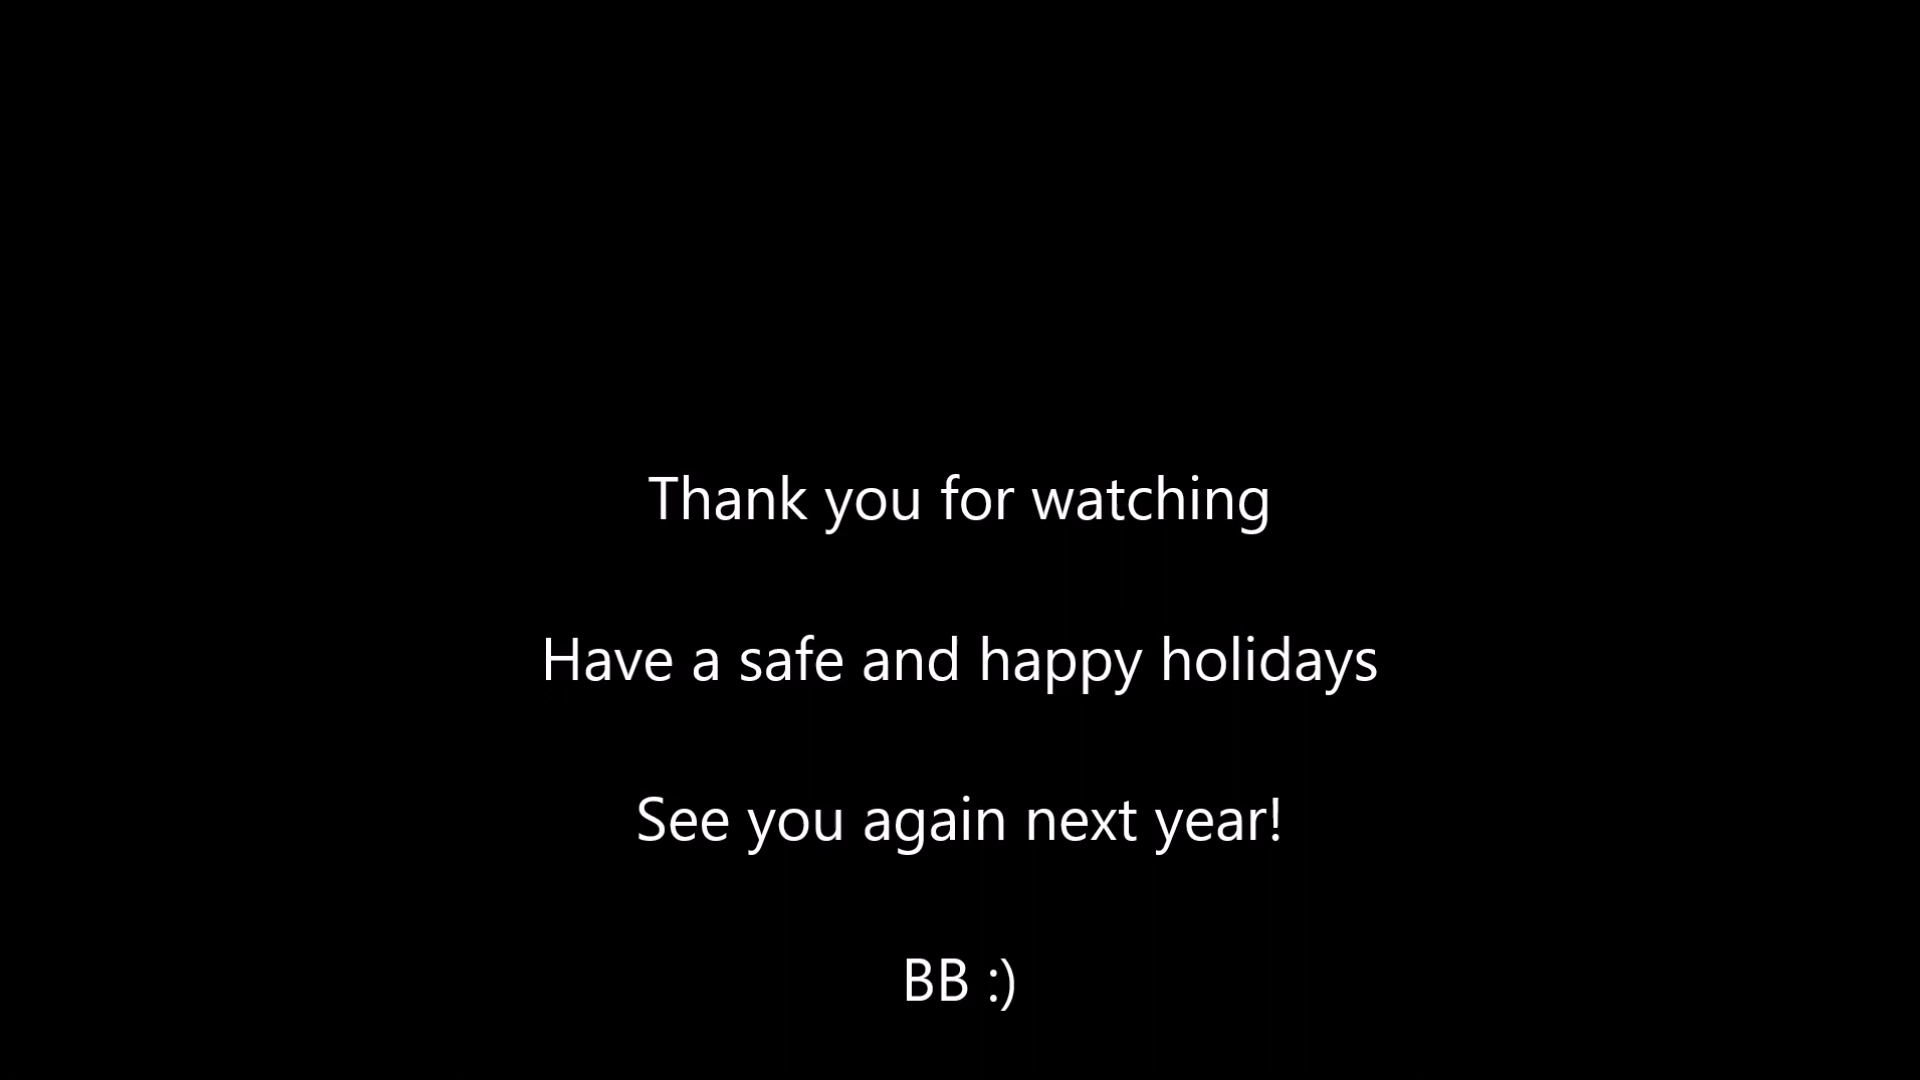 Thank you for watching
Have a safe and happy holidays
See you again next year!
BB :)